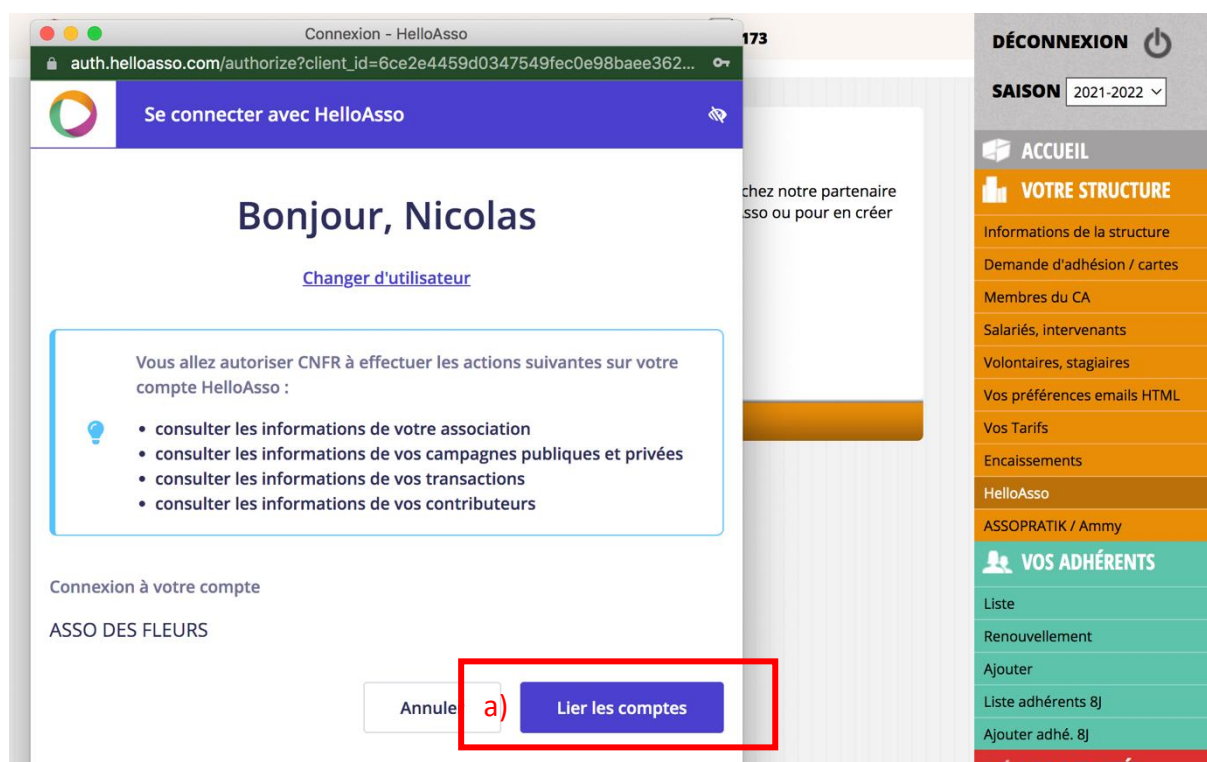 Connexion - HelloAsso
auth.helloasso.com/authorize?client_id=6ce2e4459d0347549fec0e98baee362...
Se connecter avec HelloAsso
Bonjour, Nicolas
Changer d'utilisateur
Vous allez autoriser CNFR à effectuer les actions suivantes sur votre
compte HelloAsso :
• consulter les informations de votre association
• consulter les informations de vos campagnes publiques et privées
• consulter les informations de vos transactions
• consulter les informations de vos contributeurs
Connexion à votre compte
ASSO DES FLEURS
Annule
a)
Lier les comptes
173
chez notre partenaire
sso ou pour en créer
DÉCONNEXION
SAISON 2021-2022
ACCUEIL
VOTRE STRUCTURE
Informations de la structure
Demande d'adhésion / cartes
Membres du CA
Salariés, intervenants
Volontaires, stagiaires
Vos préférences emails HTML
Vos Tarifs
Encaissements
HelloAsso
ASSOPRATIK / Ammy
VOS ADHÉRENTS
Liste
Renouvellement
Ajouter
Liste adhérents 8J
Ajouter adhé. 8J